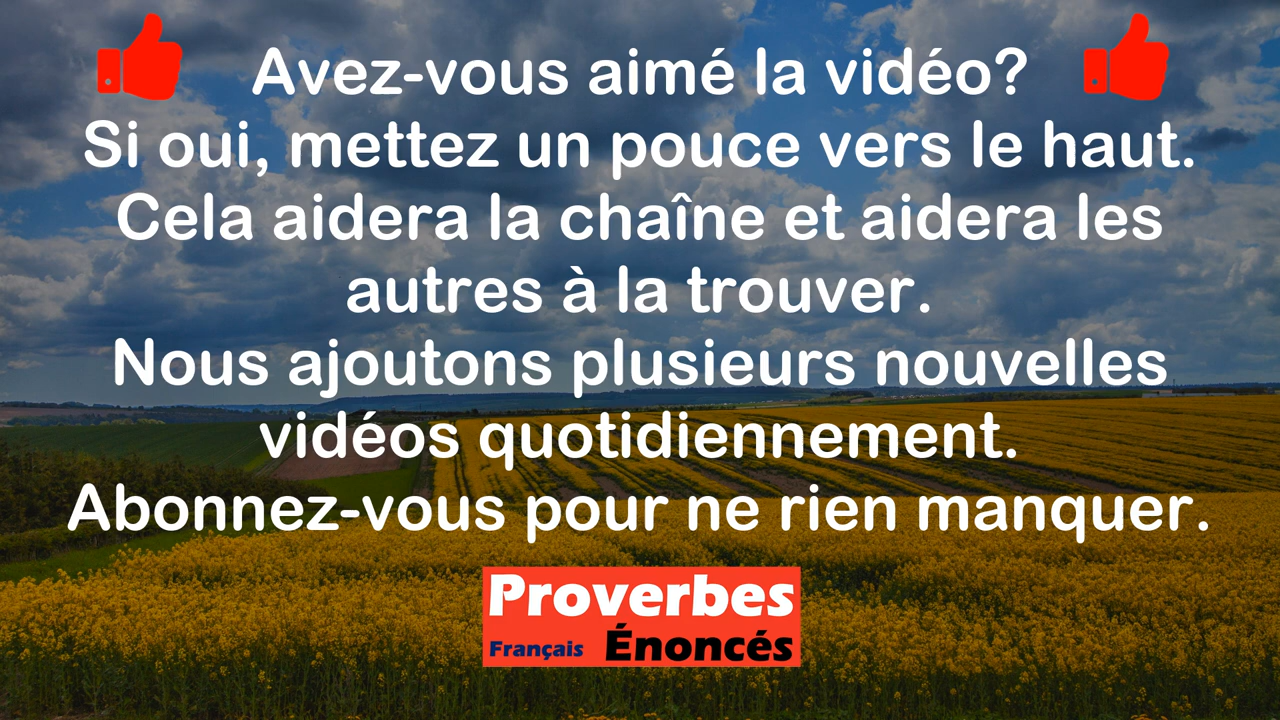 Avez-vous aimé la vidéo?
Si oui, mettez un pouce vers le haut.
Cela aidera la chaîne et aidera les
autres à la trouver.
Nous ajoutons plusieurs nouvelles
vidéos quotidiennement.
Abonnez-vous pour ne rien manquer.
Proverbes
Français Énoncés